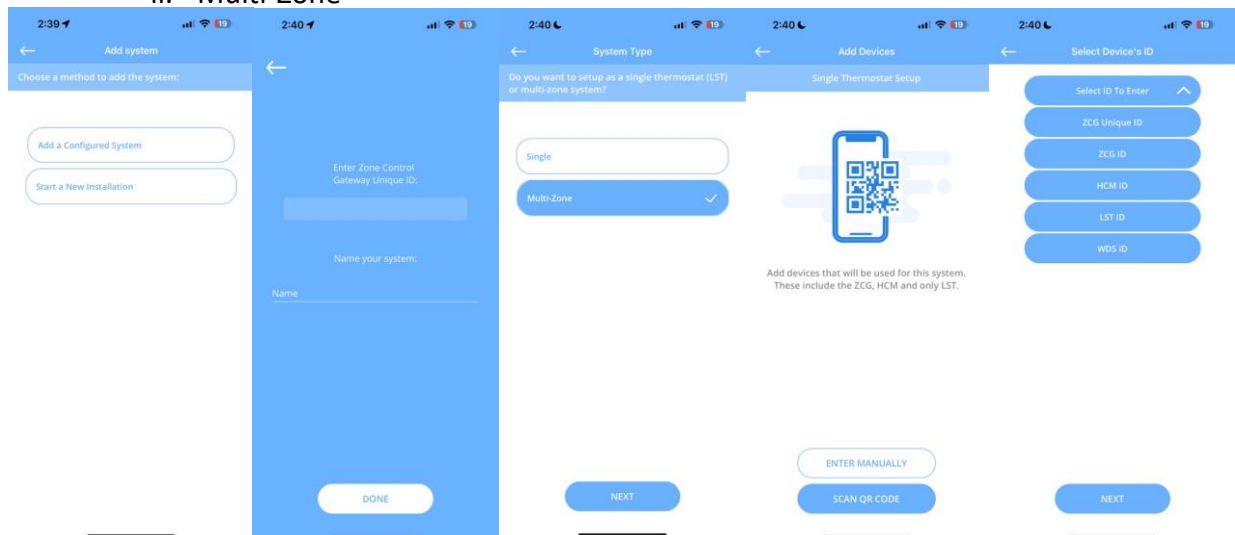 ii. Multi-Zone
2:39
19
Add system
Choose a method to add the system:
Add a Configured System
Start a New Installation
2:40
19
Enter Zone Control
Gateway Unique ID:
Name your system:
Name
DONE
2:40
19
System Type
Do you want to setup as a single thermostat (LST)
or multi-zone system?
Single
Multi-Zone
NEXT
2:40
19
Add Devices
Single Thermostat Setup
Add devices that will be used for this system.
These include the ZCG, HCM and only LST.
ENTER MANUALLY
SCAN QR CODE
2:40
19
Select Device's ID
Select ID To Enter
ZCG Unique ID
ZCG ID
HCM ID
LST ID
WDS ID
NEXT